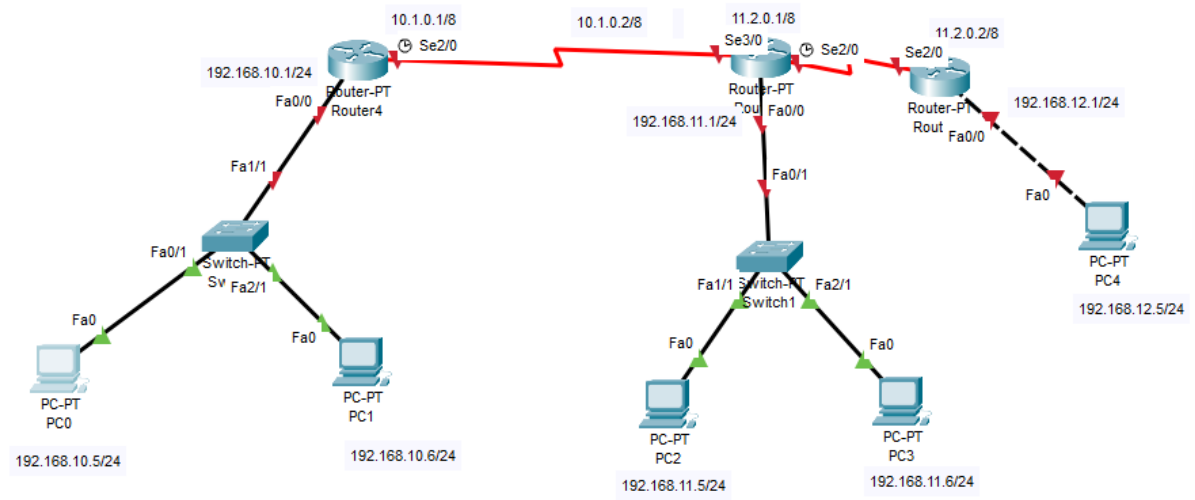 10.1.0.1/8
10.1.0.2/8
11.2.0.1/8
11.2.0.2/8
Se2/0
Se3/0
Se2/0
Se2/0
192.168.10.1/24
Router-PT
Router4
Fa0/0
Router-PT
Rout
Fa0/0
192.168.11.1/24
Router-PT
Rout
Fa0/0
192.168.12.1/24
Fa1/1
Fa0/1
Fa0
Fa0/1
Switch-PT
Fa2/1
Fa0
Fa0
PC-PT
PC0
192.168.10.5/24
PC-PT
PC1
192.168.10.6/24
Fa1/1
Switch-PT
Switch1
Fa2/1
Fa0
Fa0
PC-PT
PC2
192.168.11.5/24
PC-PT
PC3
192.168.11.6/24
PC-PT
PC4
192.168.12.5/24